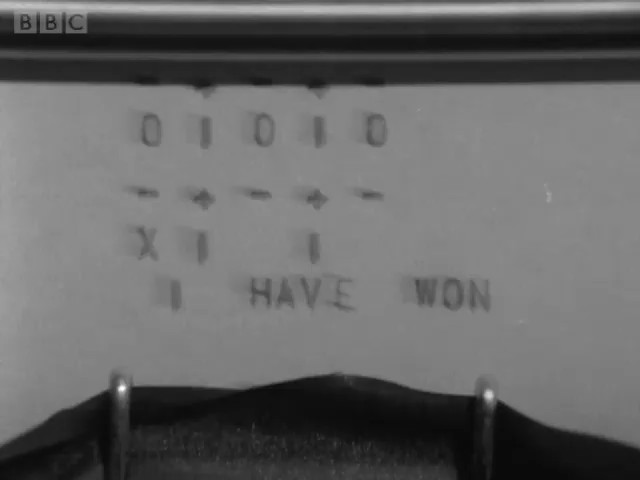 BBC
0 I 0 I 0
- + - + -
X I I
I HAVE WON